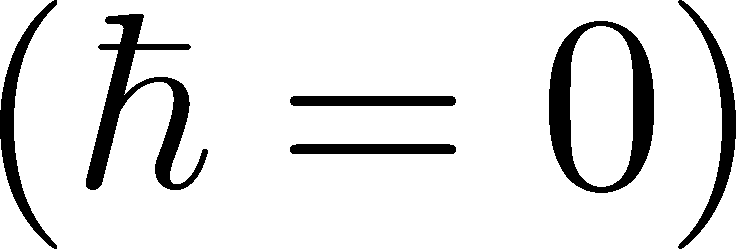 (ℏ = 0)